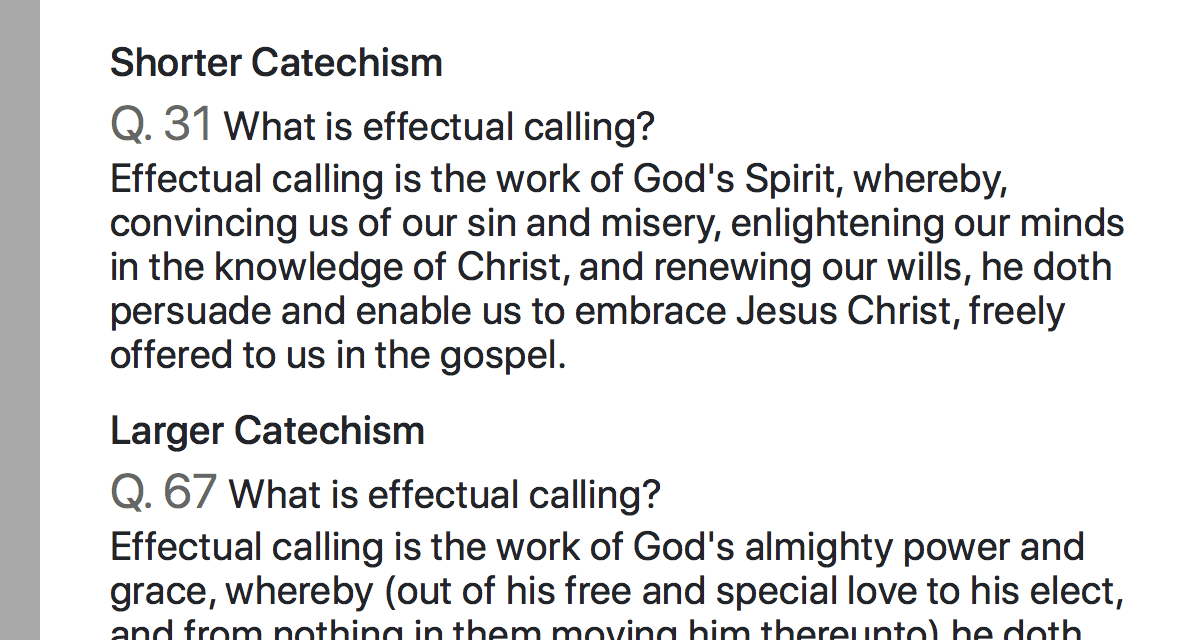 Shorter Catechism
Q. 31 What is effectual calling?
Effectual calling is the work of God's Spirit, whereby,
convincing us of our sin and misery, enlightening our minds
in the knowledge of Christ, and renewing our wills, he doth
persuade and enable us to embrace Jesus Christ, freely
offered to us in the gospel.
Larger Catechism
Q. 67 What is effectual calling?
Effectual calling is the work of God's almighty power and
grace, whereby (out of his free and special love to his elect,
and from nothing in them moving him thereunto) he doth